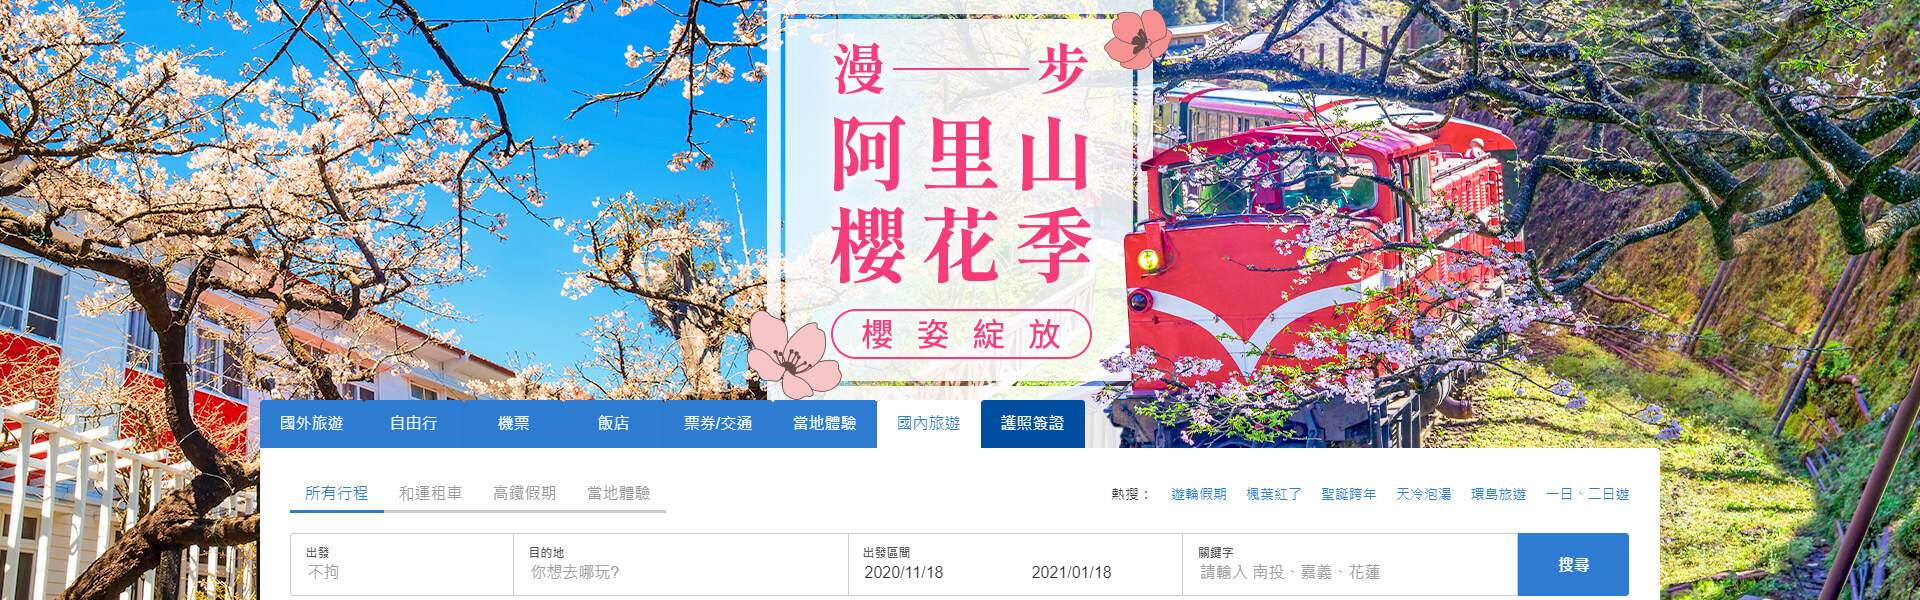 漫 步
阿里山
櫻花季
櫻姿綻放
國外旅遊 自由行 機票 飯店 票券/交通 當地體驗 國內旅遊 護照簽證
所有行程 和運租車 高鐵假期 當地體驗 熱搜： 遊輪假期 楓葉紅了 聖誕跨年 天冷泡湯 環島旅遊 一日、二日遊
出發 目的地 出發區間 關鍵字
不拘 你想去哪玩? 2020/11/18 2021/01/18 請輸入 南投、嘉義、花蓮 搜尋